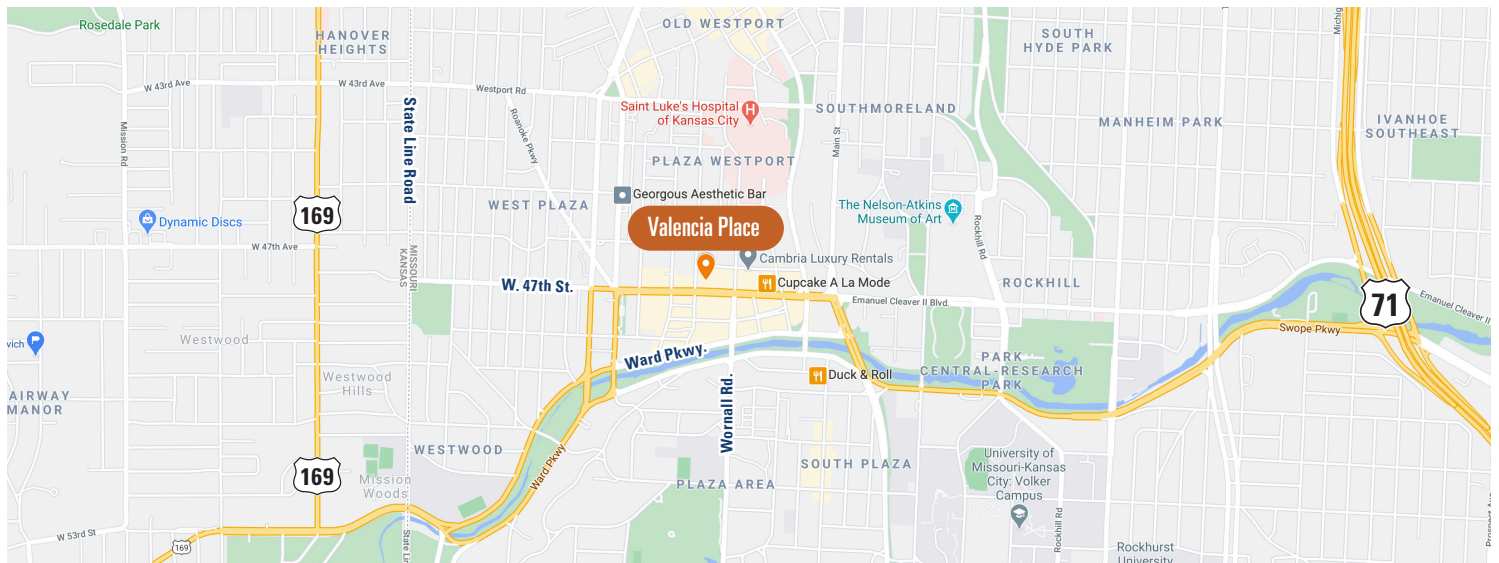 Rosedale Park
HANOVER
HEIGHTS
OLD WESTPORT
SOUTH
HYDE PARK
Michig
W 43rd Ave
W 43rd Ave
Westport Rd
Saint Luke's Hospital
of Kansas City
H
SOUTHMORELAND
MANHEIM PARK
IVANHOE
SOUTHEAST
Mission Rd
State Line Road
Roanoke Pkwy
Main St
PLAZA WESTPORT
Georgous Aesthetic Bar
WEST PLAZA
169
Dynamic Discs
Valencia Place
The Nelson-Atkins
Museum of Art
Rockhill Rd
W 47th Ave
MISSOURI
KANSAS
Cambria Luxury Rentals
W. 47th St.
Cupcake A La Mode
ROCKHILL
Emanuel Cleaver II Blvd.
71
Emanuel Cleaver II
Swope Pkwy
vich
Westwood
Ward Pkwy.
PARK
CENTRAL-RESEARCH
PARK
Duck & Roll
Westwood
Hills
AIRWAY
MANOR
Wornall Rd.
WESTWOOD
Ward Pkwy
SOUTH PLAZA
University of
Missouri-Kansas
City: Volker
Campus
169
Mission
Woods
PLAZA AREA
W 53rd St
169
State Lin
Rockhill Rd
Rockhurst
University
Prospect Ave